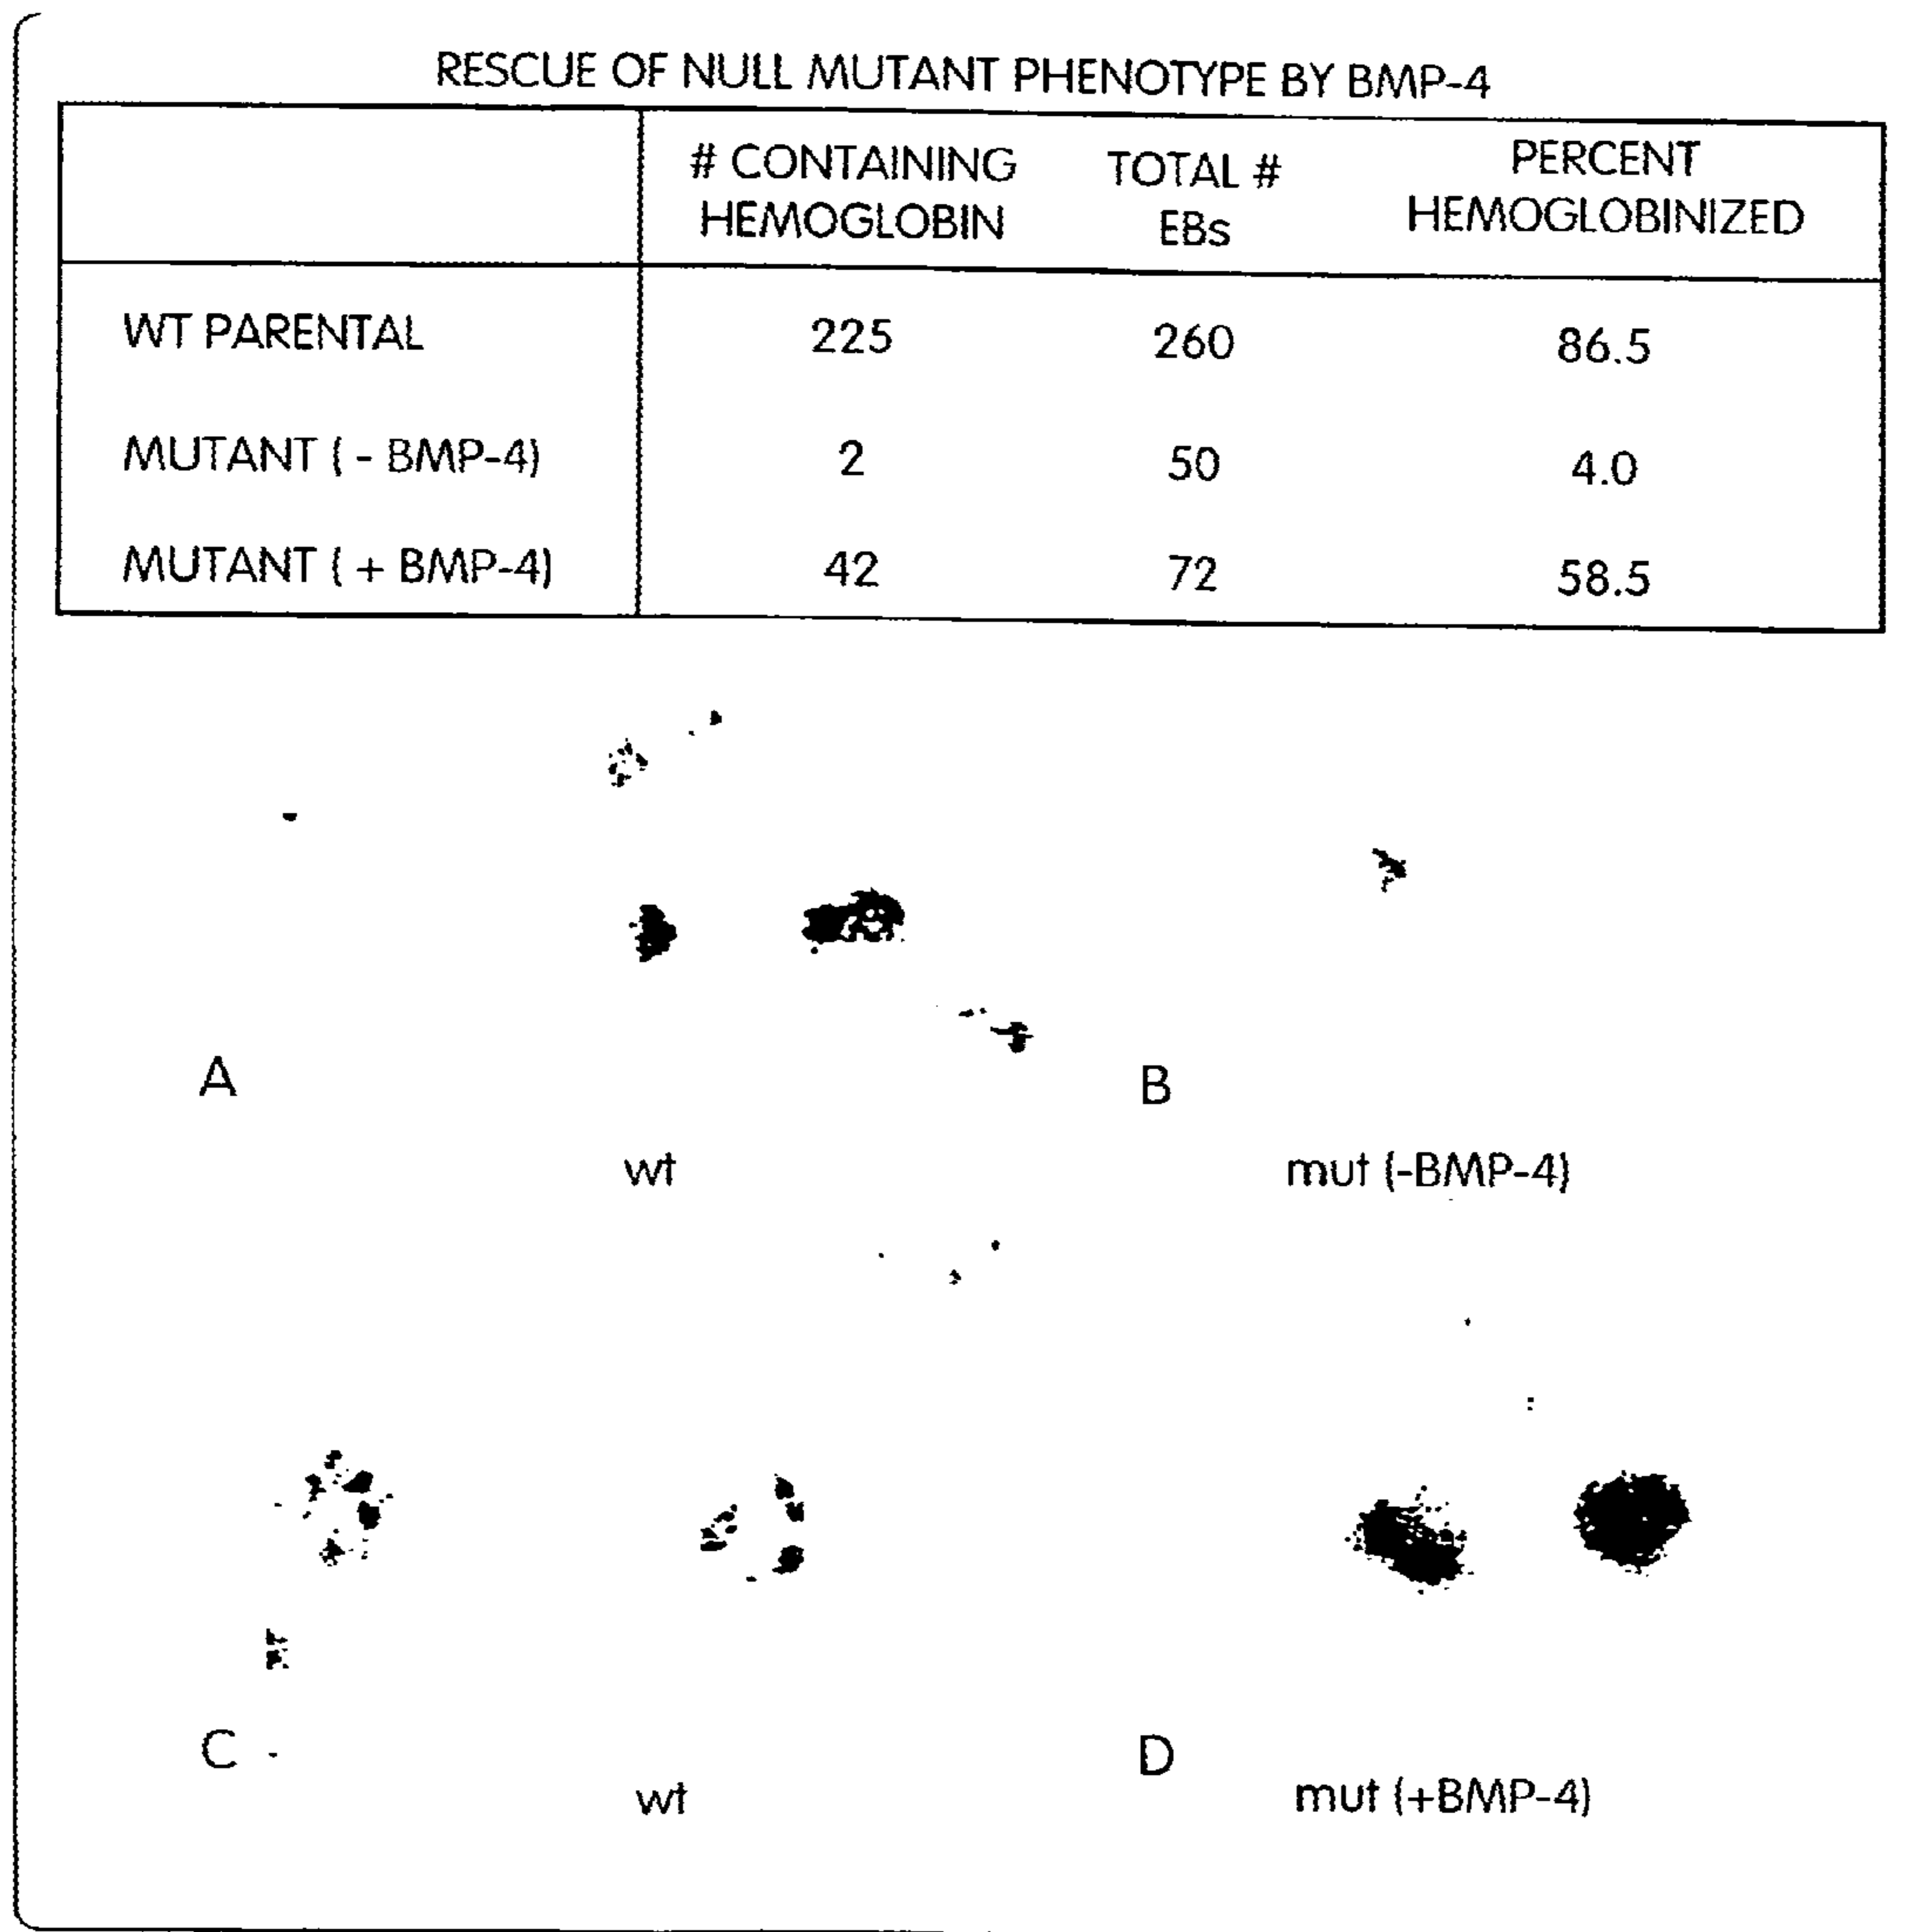 RESCUE OF NULL MUTANT PHENOTYPE BY BMP-4
# CONTAINING HEMOGLOBIN TOTAL # EBs PERCENT HEMOGLOBINIZED
WT PARENTAL 225 260 86.5
MUTANT ( - BMP-4) 2 50 4.0
MUTANT ( + BMP-4) 42 72 58.5
A B
wt mut (-BMP-4)
C D
wt mut (+BMP-4)